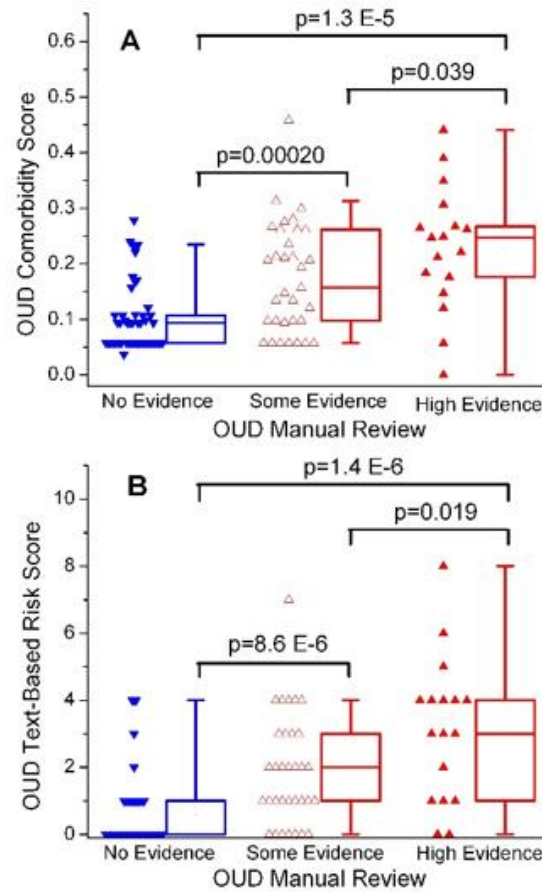 A
p=1.3 E-5
p=0.039
p=0.00020
0.6
0.5
0.4
0.3
0.2
0.1
0.0
OUD Comorbidity Score
No Evidence Some Evidence High Evidence
OUD Manual Review
B
p=1.4 E-6
p=0.019
p=8.6 E-6
10
8
6
4
2
0
OUD Text-Based Risk Score
No Evidence Some Evidence High Evidence
OUD Manual Review